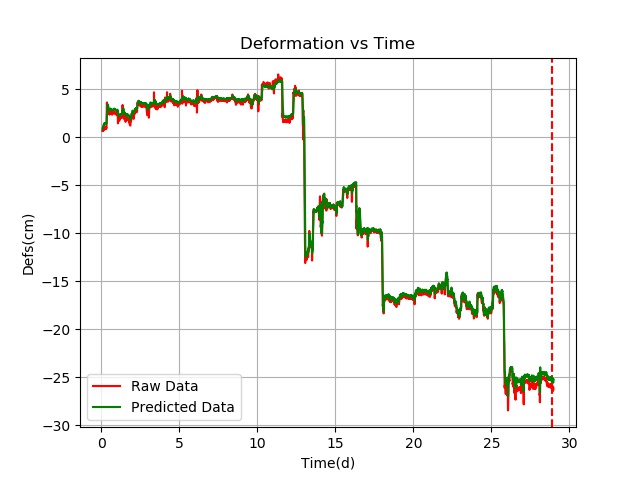 Deformation vs Time
Defs(cm)
5
0
−5
−10
−15
−20
−25
−30
Raw Data
Predicted Data
0 5 10 15 20 25 30
Time(d)